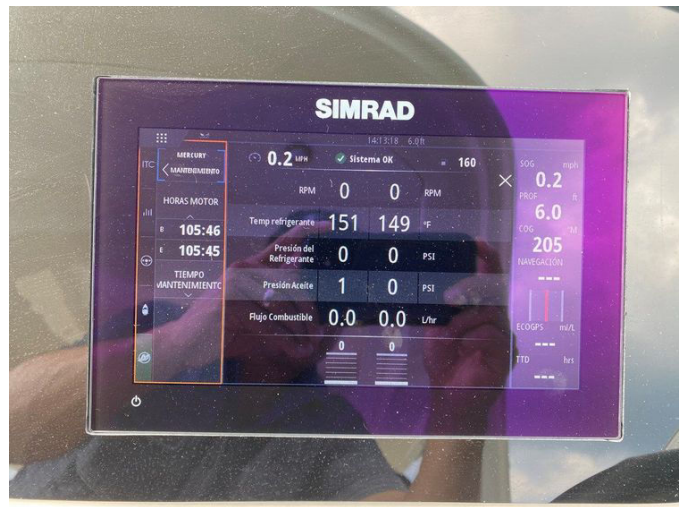 SIMRAD
14:13:18 6.0 ft
ITC
MERCURY
MANTENIMIENTO
HORAS MOTOR
B 105:46
E 105:45
TIEMPO
MANTENIMIENTO
0.2 MPH
Sistema OK
160
RPM 0 0 RPM
Temp refrigerante 151 149 °F
Presión del
Refrigerante 0 0 PSI
Presión Aceite 1 0 PSI
Flujo Combustible 0.0 0.0 L/hr
0 0
SOG mph
0.2
PROF ft
6.0
COG °M
205
NAVEGACIÓN
---
ECOGPS mi/L
---
TTD hrt
---